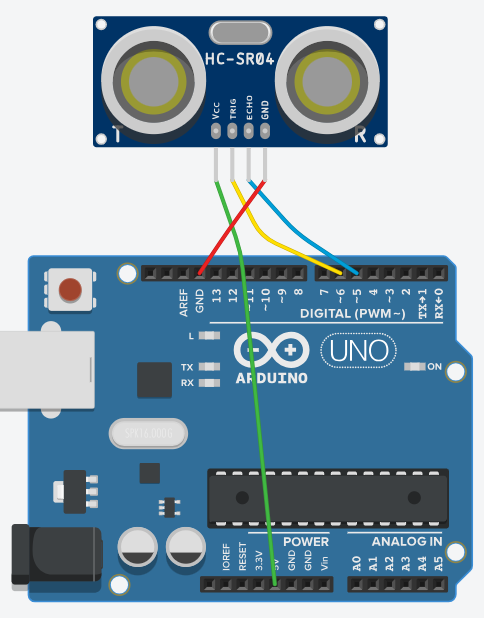 HC-SR04
VCC
TRIG
ECHO
GND
T
R
AREF
GND
13
12
~11
~10
~9
8
7
~6
~5
4
~3
2
TX→1
RX←0
DIGITAL (PWM~)
L
TX
RX
UNO
ARDUINO
ON
POWER
ANALOG IN
IOREF
RESET
3.3V
5V
GND
GND
Vin
A0
A1
A2
A3
A4
A5